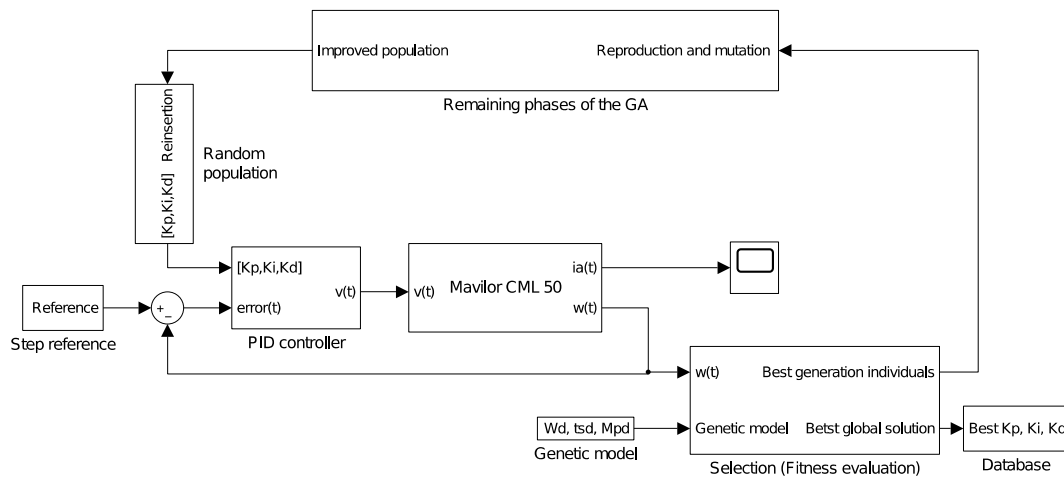 Improved population
Reproduction and mutation
Remaining phases of the GA
[Kp,Ki,Kd] Reinsertion
Random
population
[Kp,Ki,Kd]
error(t)
v(t)
PID controller
v(t)
Mavilor CML 50
ia(t)
w(t)
Reference
Step reference
+
−
w(t)
Best generation individuals
Genetic model
Betst global solution
Selection (Fitness evaluation)
Wd, tsd, Mpd
Genetic model
Best Kp, Ki, Kd
Database